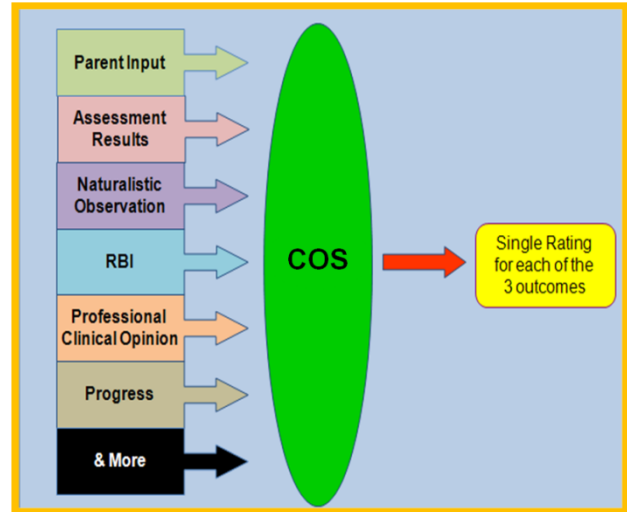 Parent Input
Assessment
Results
Naturalistic
Observation
RBI
Professional
Clinical Opinion
Progress
& More
COS
Single Rating
for each of the
3 outcomes